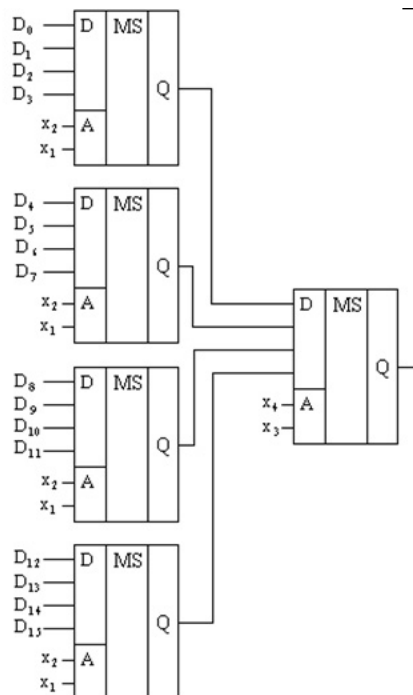 D₀ D MS
D₁
D₂
D₃ Q
x₂ A
x₁
D₄ D MS
D₅
D₆
D₇ Q
x₂ A
x₁
D MS
Q
x₄ A
x₃
D₈ D MS
D₉
D₁₀
D₁₁ Q
x₂ A
x₁
D₁₂ D MS
D₁₃
D₁₄
D₁₅ Q
x₂ A
x₁